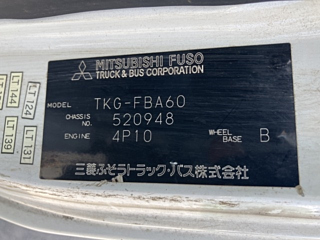 MITSUBISHI FUSO
TRUCK & BUS CORPORATION
MODEL TKG-FBA60
CHASSIS NO. 520948
ENGINE 4P10 WHEEL BASE B
三菱ふそうトラック・バス株式会社
LT144
LT124
LT139
LT131